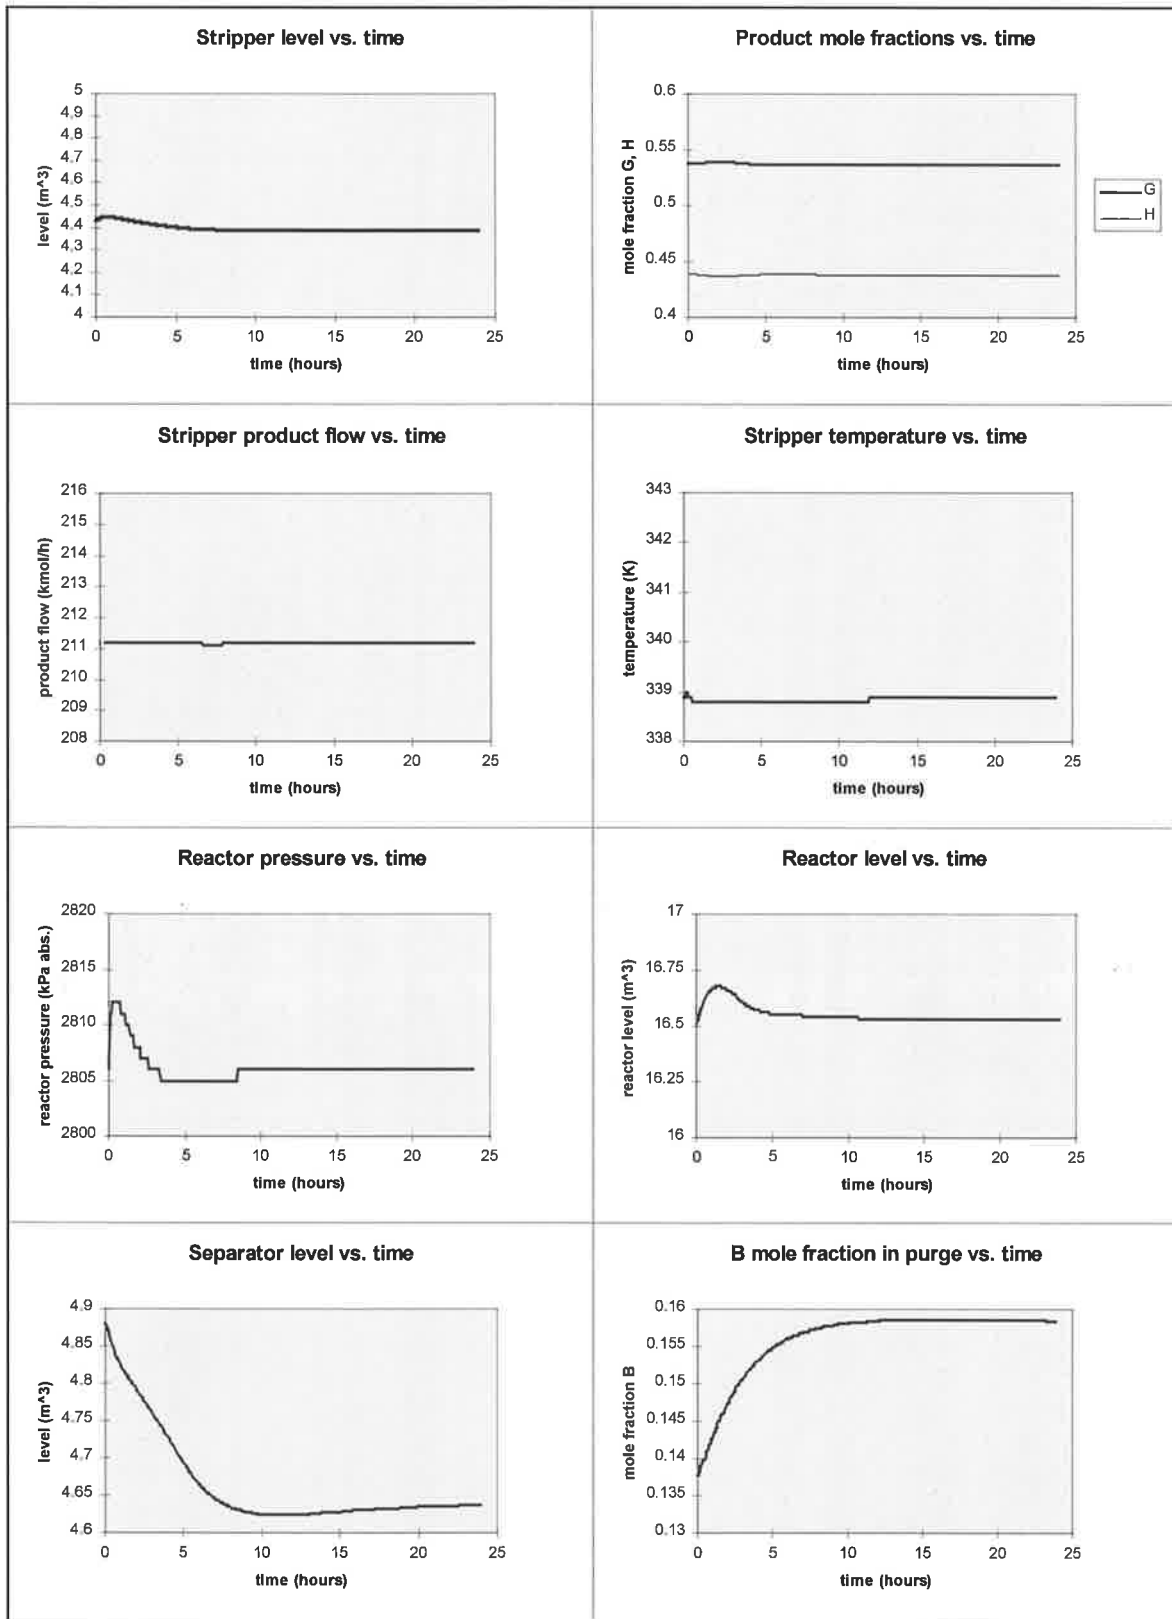 Stripper level vs. time
level (m^3)
5
4.9
4.8
4.7
4.6
4.5
4.4
4.3
4.2
4.1
4
0 5 10 15 20 25
time (hours)
Product mole fractions vs. time
mole fraction G, H
0.6
0.55
0.5
0.45
0.4
0 5 10 15 20 25
time (hours)
G
H
Stripper product flow vs. time
product flow (kmol/h)
216
215
214
213
212
211
210
209
208
0 5 10 15 20 25
time (hours)
Stripper temperature vs. time
temperature (K)
343
342
341
340
339
338
0 5 10 15 20 25
time (hours)
Reactor pressure vs. time
reactor pressure (kPa abs.)
2820
2815
2810
2805
2800
0 5 10 15 20 25
time (hours)
Reactor level vs. time
reactor level (m^3)
17
16.75
16.5
16.25
16
0 5 10 15 20 25
time (hours)
Separator level vs. time
level (m^3)
4.9
4.85
4.8
4.75
4.7
4.65
4.6
0 5 10 15 20 25
time (hours)
B mole fraction in purge vs. time
mole fraction B
0.16
0.155
0.15
0.145
0.14
0.135
0.13
0 5 10 15 20 25
time (hours)